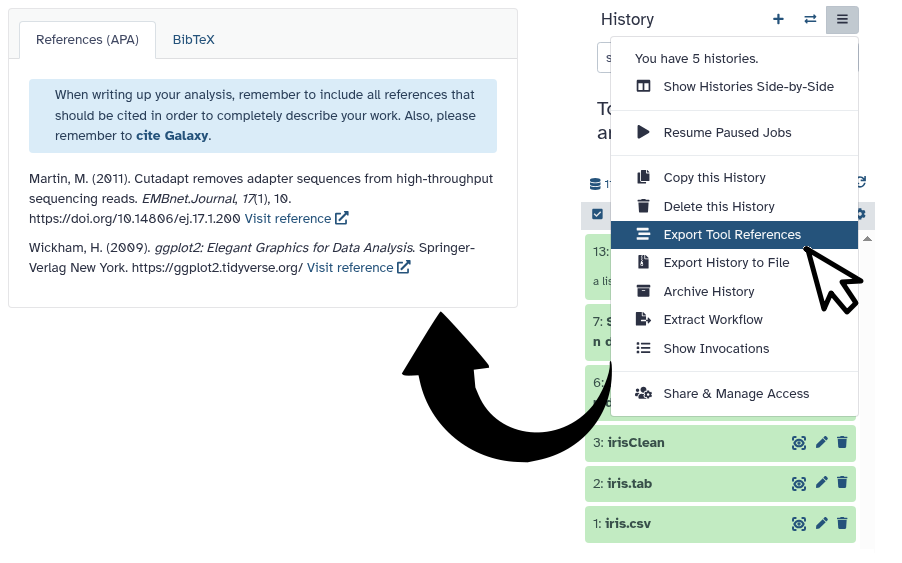 References (APA)
BibTeX
When writing up your analysis, remember to include all references that
should be cited in order to completely describe your work. Also, please
remember to cite Galaxy.
Martin, M. (2011). Cutadapt removes adapter sequences from high-throughput
sequencing reads. EMBnet.Journal, 17(1), 10.
https://doi.org/10.14806/ej.17.1.200 Visit reference
Wickham, H. (2009). ggplot2: Elegant Graphics for Data Analysis. Springer-
Verlag New York. https://ggplot2.tidyverse.org/ Visit reference
History
You have 5 histories.
Show Histories Side-by-Side
Resume Paused Jobs
Copy this History
Delete this History
Export Tool References
Export History to File
Archive History
Extract Workflow
Show Invocations
Share & Manage Access
13:
a lis
7: S
n d
6:
3: irisClean
2: iris.tab
1: iris.csv